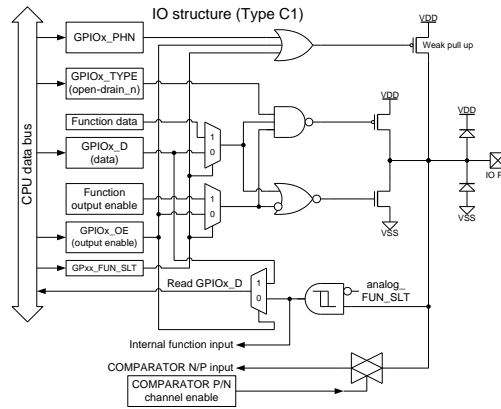 IO structure (Type C1)
VDD
GPIOx_PHN
Weak pull up
GPIOx_TYPE
(open-drain_n)
VDD
VDD
Function data
1
0
GPIOx_D
(data)
CPU data bus
IO P
Function
output enable
1
0
VSS
VSS
GPIOx_OE
(output enable)
GPxx_FUN_SLT
Read GPIOx_D
1
0
analog_
FUN_SLT
Internal function input
COMPARATOR N/P input
COMPARATOR P/N
channel enable